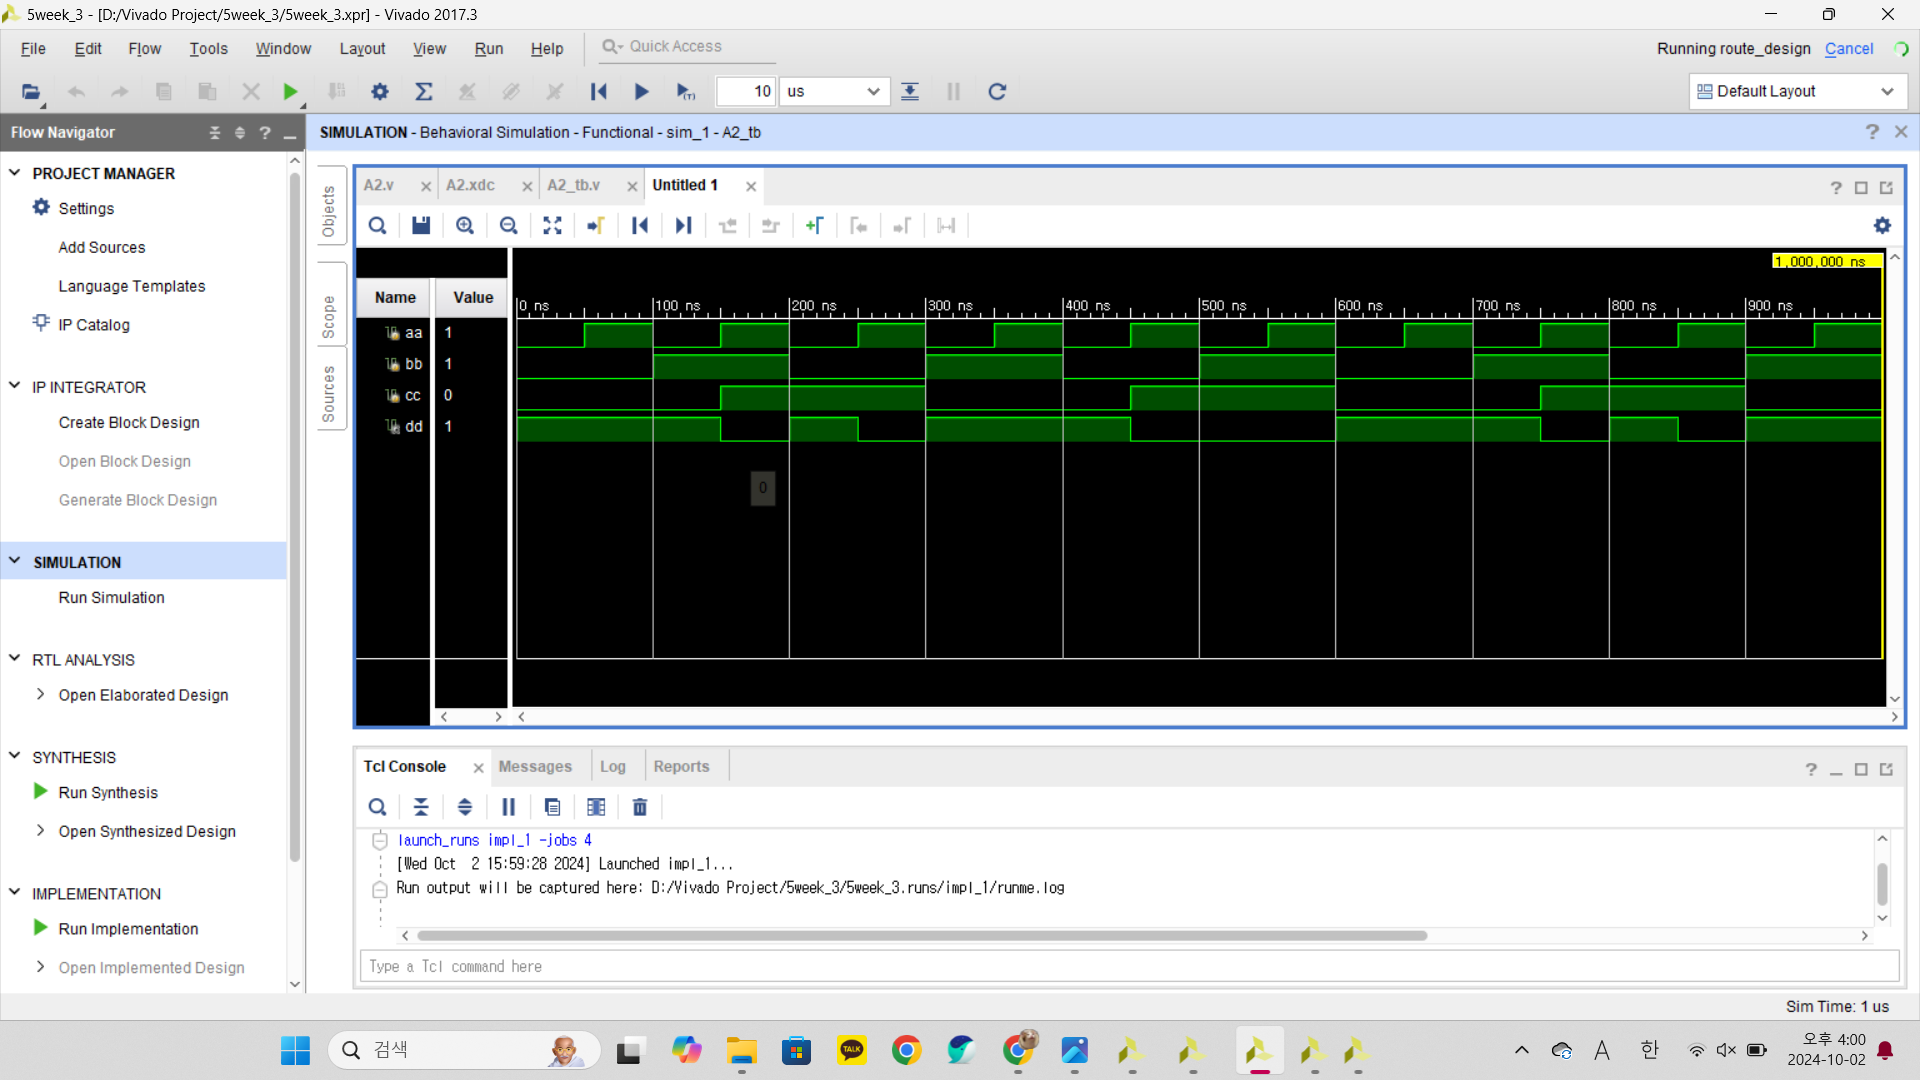 5week_3 - [D:/Vivado Project/5week_3/5week_3.xpr] - Vivado 2017.3
File Edit Flow Tools Window Layout View Run Help Quick Access
Running route_design Cancel
10 us
Default Layout
Flow Navigator
SIMULATION - Behavioral Simulation - Functional - sim_1 - A2_tb
PROJECT MANAGER
Settings
Add Sources
Language Templates
IP Catalog
IP INTEGRATOR
Create Block Design
Open Block Design
Generate Block Design
SIMULATION
Run Simulation
RTL ANALYSIS
Open Elaborated Design
SYNTHESIS
Run Synthesis
Open Synthesized Design
IMPLEMENTATION
Run Implementation
Open Implemented Design
Objects
Scope
Sources
A2.v A2.xdc A2_tb.v Untitled 1
1,000,000 ns
Name Value
0 ns 100 ns 200 ns 300 ns 400 ns 500 ns 600 ns 700 ns 800 ns 900 ns
aa 1
bb 1
cc 0
dd 1
0
Tcl Console Messages Log Reports
launch_runs impl_1 -jobs 4
[Wed Oct  2 15:59:28 2024] Launched impl_1...
Run output will be captured here: D:/Vivado Project/5week_3/5week_3.runs/impl_1/runme.log
Type a Tcl command here
Sim Time: 1 us
검색
TALK
A 한
오후 4:00
2024-10-02